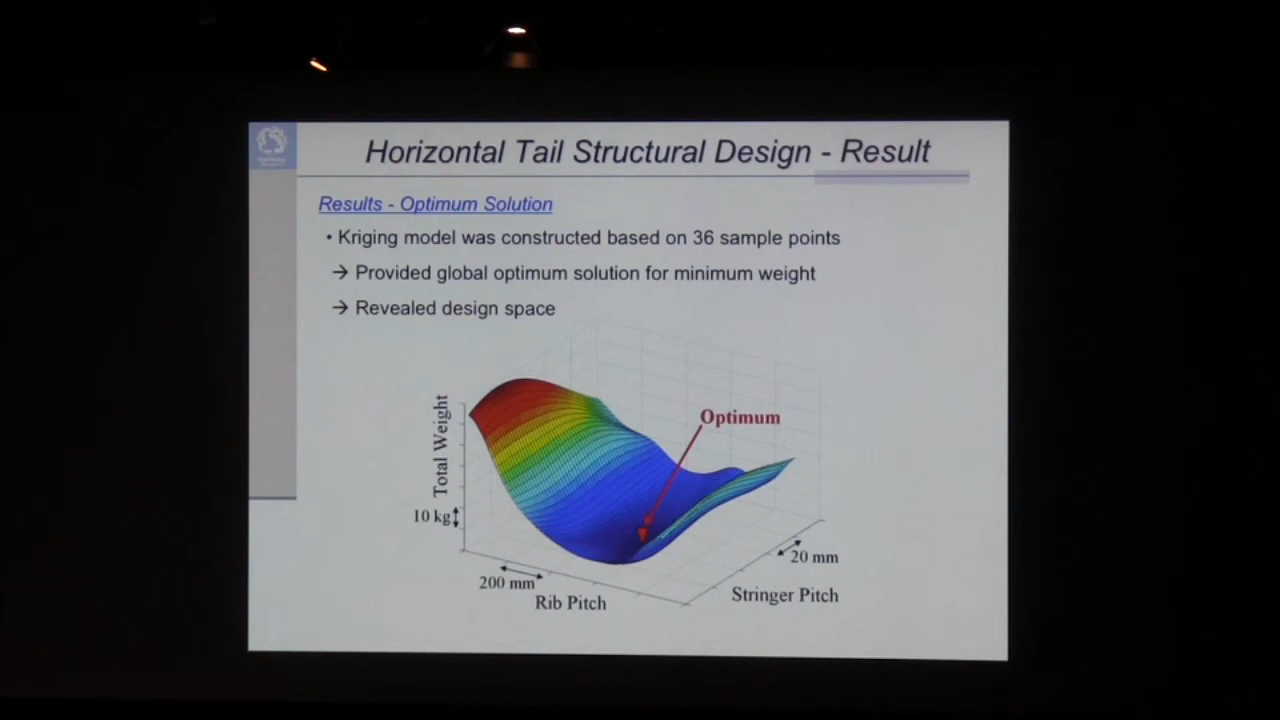 Horizontal Tail Structural Design - Result
Results - Optimum Solution
• Kriging model was constructed based on 36 sample points
→ Provided global optimum solution for minimum weight
→ Revealed design space
Optimum
Total Weight
10 kg
200 mm
Rib Pitch
20 mm
Stringer Pitch